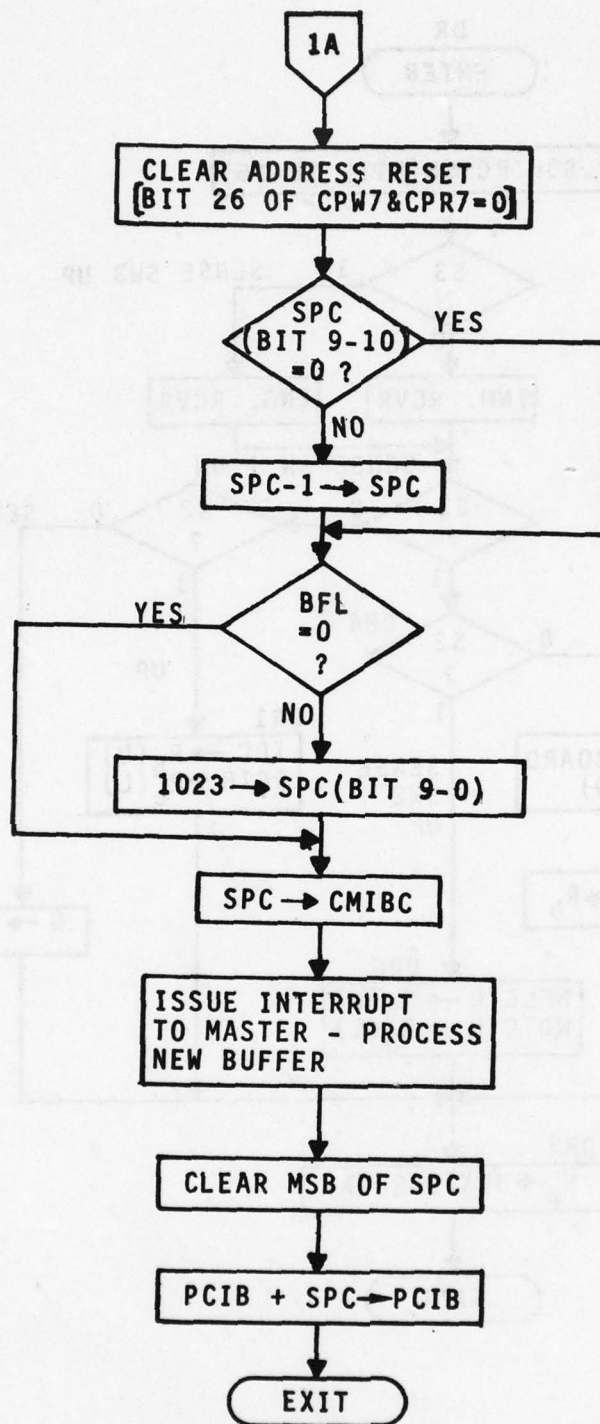 1A
CLEAR ADDRESS RESET
[BIT 26 OF CPW7&CPR7=0]
SPC
(BIT 9-10)
=0 ?
YES
NO
SPC-1→SPC
BFL
=0
?
YES
NO
1023→SPC(BIT 9-0)
SPC→CMIBC
ISSUE INTERRUPT
TO MASTER - PROCESS
NEW BUFFER
CLEAR MSB OF SPC
PCIB + SPC→PCIB
EXIT